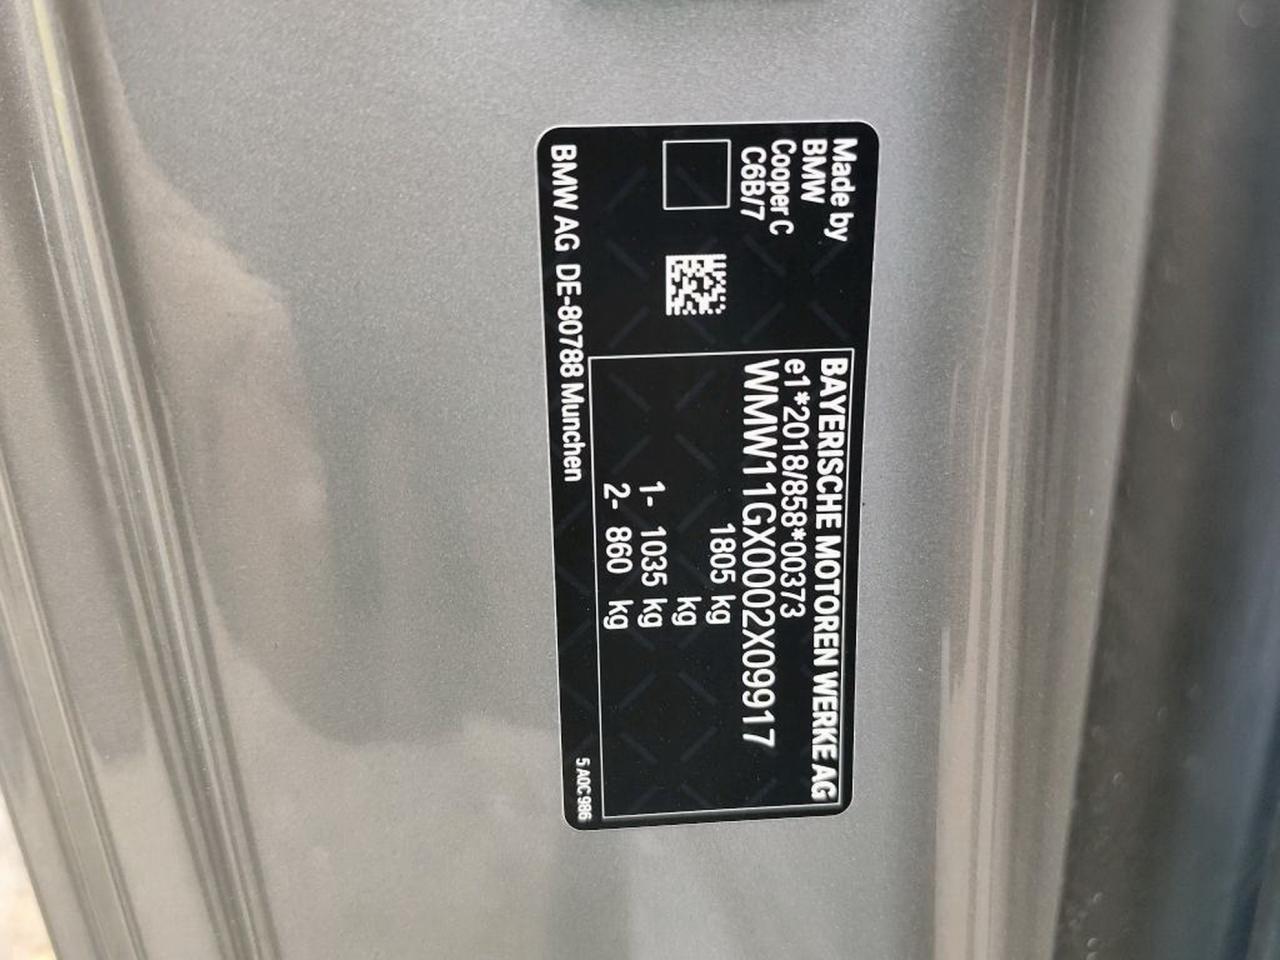 BAYERISCHE MOTOREN WERKE AG
e1*2018/858*00373
WMW11GX0002X09917
1805 kg
kg
1- 1035 kg
2- 860 kg
Made by
BMW
Cooper C
C6B/7
BMW AG DE-80788 Munchen
5 A0C 986